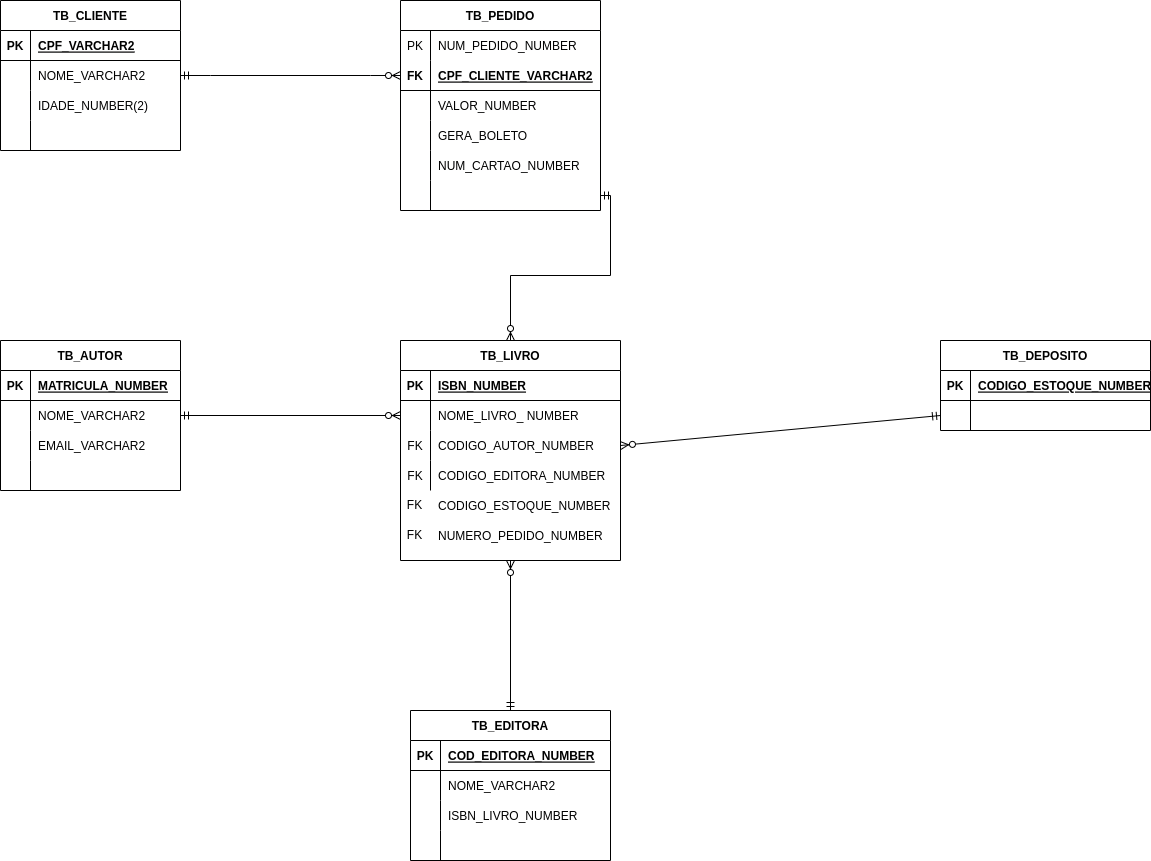 TB_CLIENTE
PK CPF_VARCHAR2
NOME_VARCHAR2
IDADE_NUMBER(2)
TB_PEDIDO
PK NUM_PEDIDO_NUMBER
FK CPF_CLIENTE_VARCHAR2
VALOR_NUMBER
GERA_BOLETO
NUM_CARTAO_NUMBER
TB_AUTOR
PK MATRICULA_NUMBER
NOME_VARCHAR2
EMAIL_VARCHAR2
TB_LIVRO
PK ISBN_NUMBER
NOME_LIVRO_NUMBER
FK CODIGO_AUTOR_NUMBER
FK CODIGO_EDITORA_NUMBER
FK CODIGO_ESTOQUE_NUMBER
FK NUMERO_PEDIDO_NUMBER
TB_DEPOSITO
PK CODIGO_ESTOQUE_NUMBER
TB_EDITORA
PK COD_EDITORA_NUMBER
NOME_VARCHAR2
ISBN_LIVRO_NUMBER